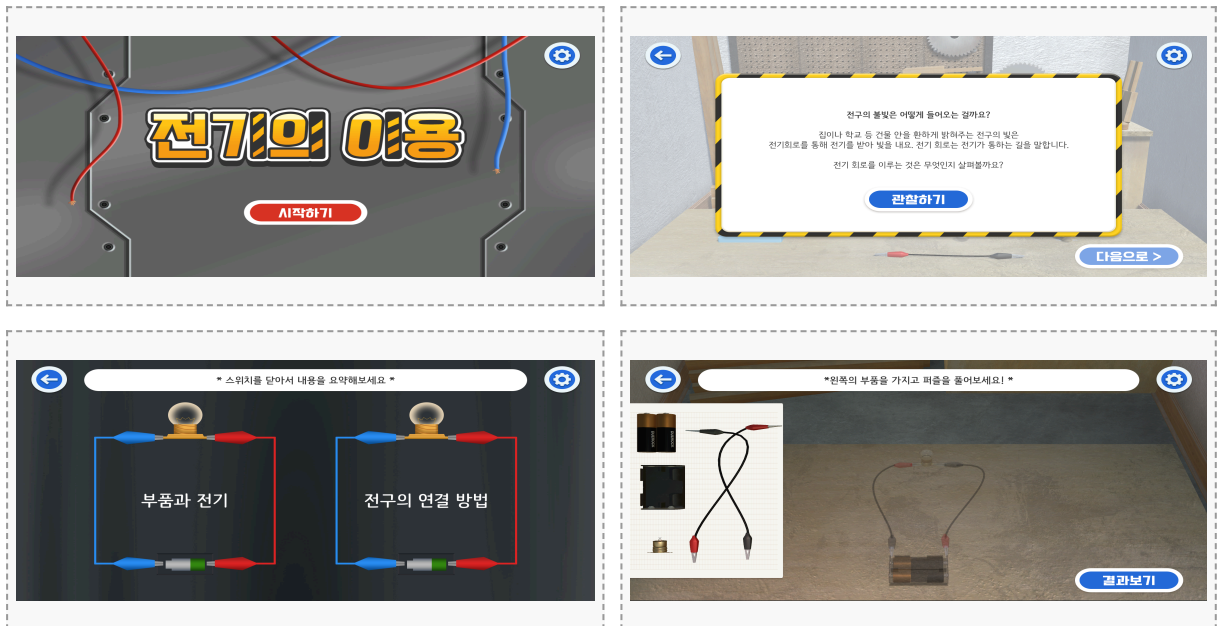 전기의 이용
시작하기
전구의 불빛은 어떻게 들어오는 걸까요?
집이나 학교 등 건물 안을 환하게 밝혀주는 전구의 빛은
전기회로를 통해 전기를 받아 빛을 내요. 전기 회로는 전기가 통하는 길을 말합니다.
전기 회로를 이루는 것은 무엇인지 살펴볼까요?
관찰하기
다음으로 >
" 스위치를 닫아서 내용을 요약해보세요 "
부품과 전기
전구의 연결 방법
"왼쪽의 부품을 가지고 퍼즐을 풀어보세요! "
결과보기